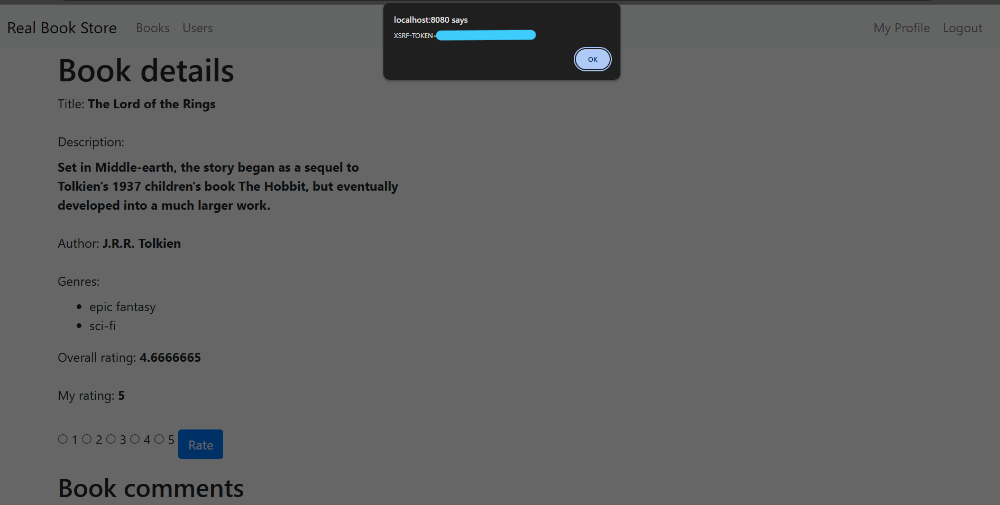 Real Book Store Books Users My Profile Logout
localhost:8080 says
XSRF-TOKEN=
OK
Book details
Title: The Lord of the Rings
Description:
Set in Middle-earth, the story began as a sequel to
Tolkien's 1937 children's book The Hobbit, but eventually
developed into a much larger work.
Author: J.R.R. Tolkien
Genres:
epic fantasy
sci-fi
Overall rating: 4.6666665
My rating: 5
1 2 3 4 5 Rate
Book comments